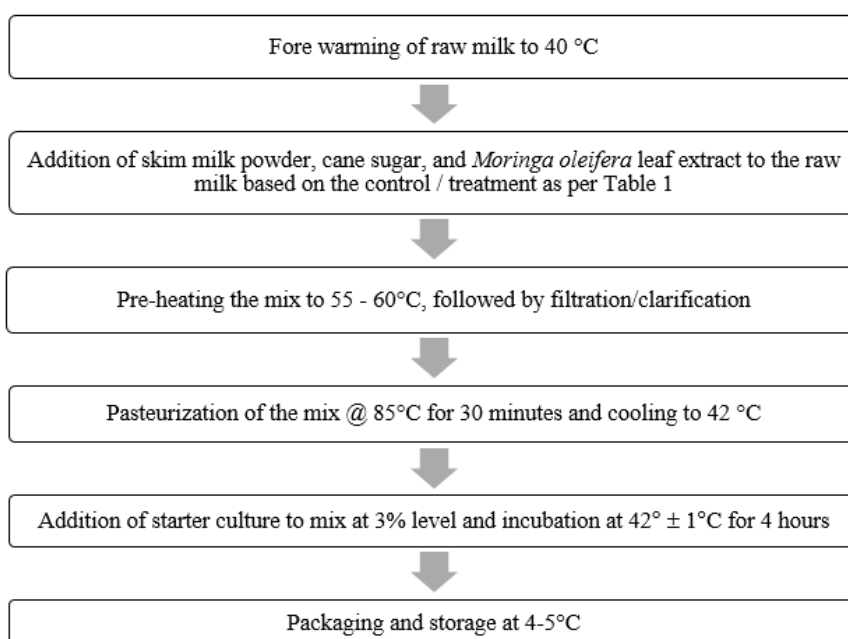 Fore warming of raw milk to 40 °C
Addition of skim milk powder, cane sugar, and Moringa oleifera leaf extract to the raw
milk based on the control / treatment as per Table 1
Pre-heating the mix to 55 - 60°C, followed by filtration/clarification
Pasteurization of the mix @ 85°C for 30 minutes and cooling to 42 °C
Addition of starter culture to mix at 3% level and incubation at 42° ± 1°C for 4 hours
Packaging and storage at 4-5°C